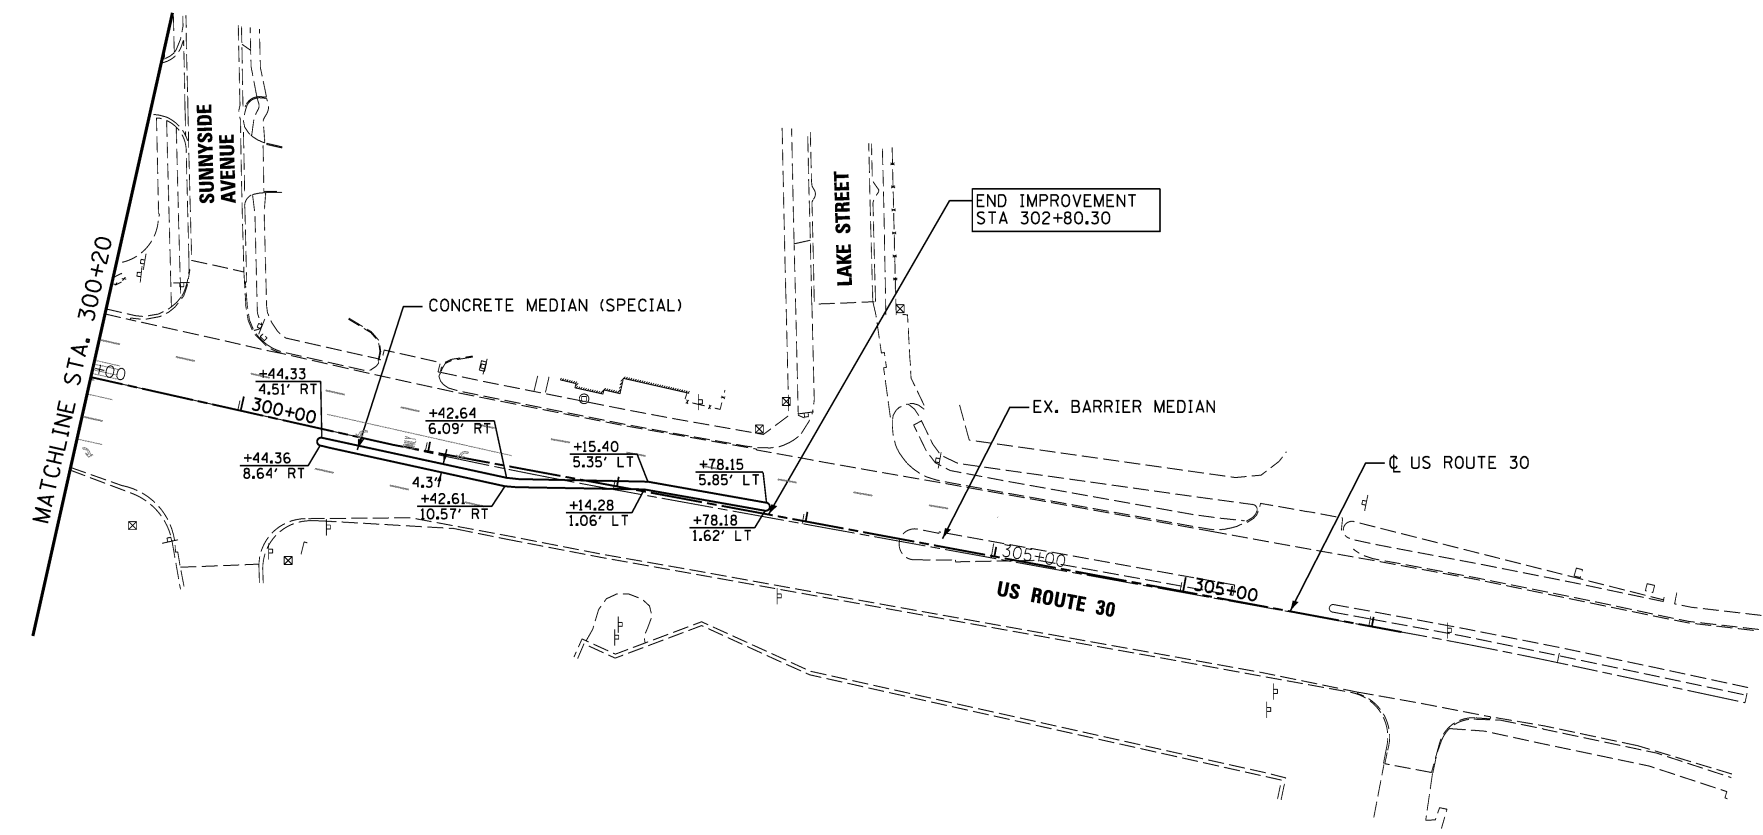 MATCHLINE STA. 300+20
SUNNYSIDE
AVENUE
LAKE STREET
END IMPROVEMENT
STA 302+80.30
CONCRETE MEDIAN (SPECIAL)
+00
+44.33
4.51' RT
300+00
+42.64
6.09' RT
+15.40
5.35' LT
+78.15
5.85' LT
EX. BARRIER MEDIAN
℄ US ROUTE 30
+44.36
8.64' RT
4.3'
+42.61
10.57' RT
+14.28
1.06' LT
+78.18
1.62' LT
305+00
305+00
US ROUTE 30